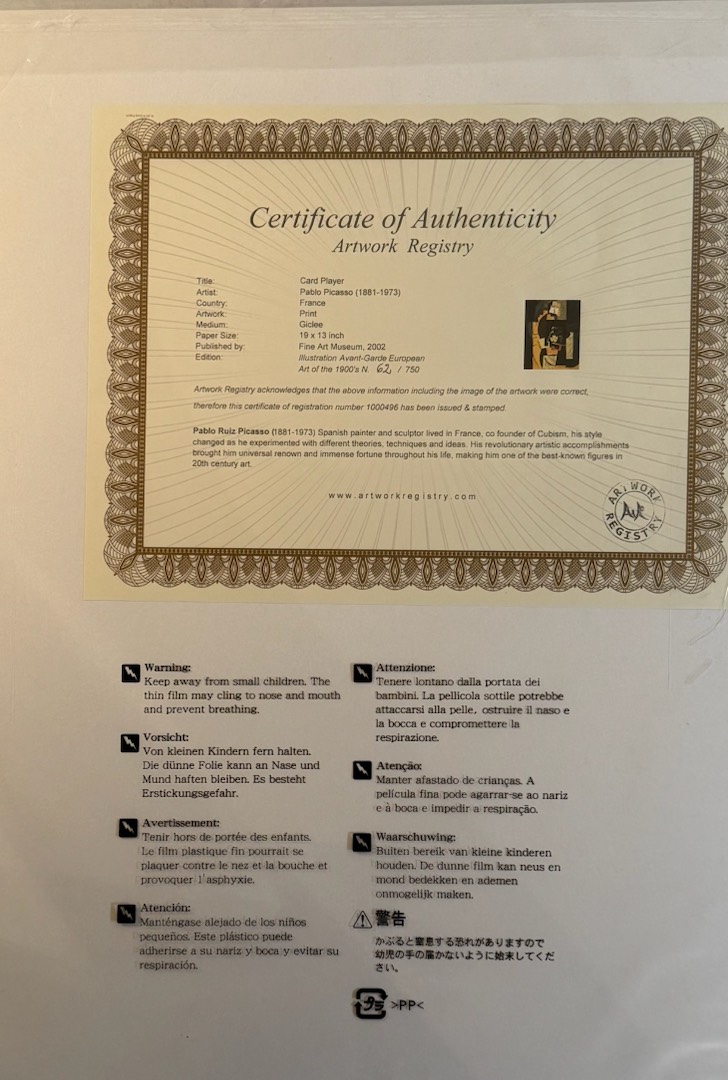 Certificate of Authenticity
Artwork Registry
Title: Card Player
Artist: Pablo Picasso (1881-1973)
Country: France
Artwork: Print
Medium: Giclee
Paper Size: 19 x 13 inch
Published by: Fine Art Museum, 2002
Edition: Illustration Avant-Garde European
Art of the 1900's N. 62 / 750
Artwork Registry acknowledges that the above information including the image of the artwork were correct,
therefore this certificate of registration number 1000496 has been issued & stamped
Pablo Ruiz Picasso (1881-1973) Spanish painter and sculptor lived in France, co founder of Cubism, his style
changed as he experimented with different theories, techniques and ideas. His revolutionary artistic accomplishments
brought him universal renown and immense fortune throughout his life, making him one of the best-known figures in
20th century art.
www.artworkregistry.com
ARTWORK
REGISTRY
Warning:
Keep away from small children. The
thin film may cling to nose and mouth
and prevent breathing.
Vorsicht:
Von kleinen Kindern fern halten.
Die dünne Folie kann an Nase und
Mund haften bleiben. Es besteht
Erstickungsgefahr.
Avertissement:
Tenir hors de portée des enfants.
Le film plastique fin pourrait se
plaquer contre le nez et la bouche et
provoquer l'asphyxie.
Atención:
Manténgase alejado de los niños
pequeños. Este plástico puede
adherirse a su nariz y boca y evitar su
respiración.
Attenzione:
Tenere lontano dalla portata dei
bambini. La pellicola sottile potrebbe
attaccarsi alla pelle, ostruire il naso e
la bocca e compromettere la
respirazione.
Atenção:
Manter afastado de crianças. A
película fina pode agarrar-se ao nariz
e à boca e impedir a respiração.
Waarschuwing:
Buiten bereik van kleine kinderen
houden. De dunne film kan neus en
mond bedekken en ademen
onmogelijk maken.
警告
かぶると窒息する恐れがありますので
幼児の手の届かないように始末してくだ
さい。
プラ >PP<